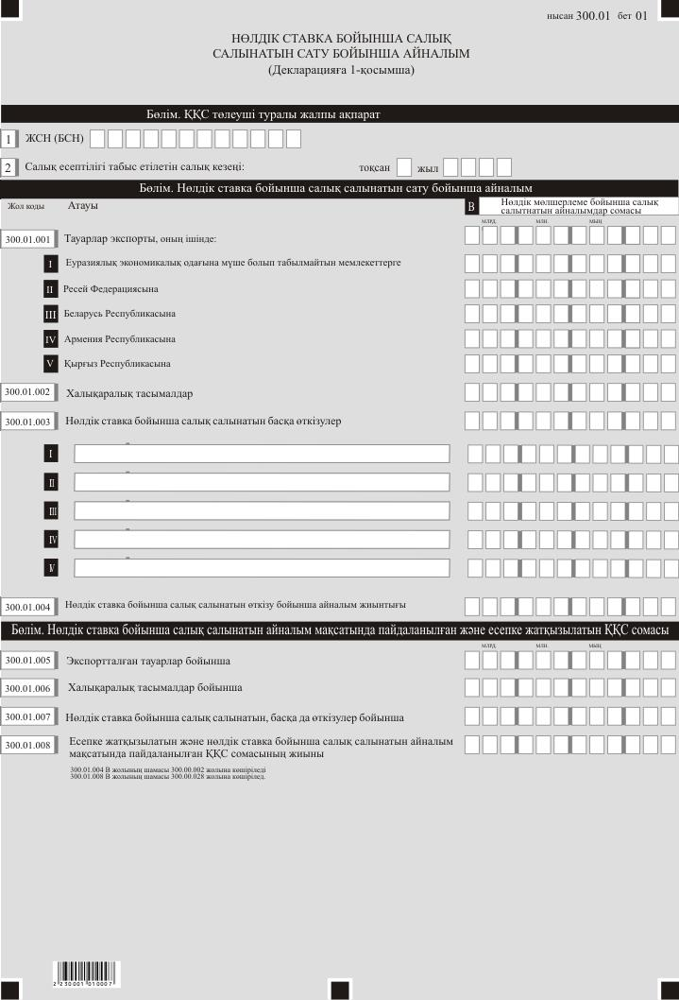 нысан 300.01 бет 01
НӨЛДІК СТАВКА БОЙЫНША САЛЫҚ
САЛЫНАТЫН САТУ БОЙЫНША АЙНАЛЫМ
(Декларацияға 1-қосымша)
Бөлім. ҚҚС төлеуші туралы жалпы ақпарат
1 ЖСН (БСН)
2 Салық есептілігі табыс етілетін салық кезеңі: тоқсан жыл
Бөлім. Нөлдік ставка бойынша салық салынатын сату бойынша айналым
Жол коды Атауы B Нөлдік мөлшерлеме бойынша салық
салытнатын айналымдар сомасы
млрд. млн. мың
300.01.001 Тауарлар экспорты, оның ішінде:
I Еуразиялық экономикалық одағына мүше болып табылмайтын мемлекеттерге
II Ресей Федерациясына
III Беларусь Республикасына
IV Армения Республикасына
V Қырғыз Республикасына
300.01.002 Халықаралық тасымалдар
300.01.003 Нөлдік ставка бойынша салық салынатын басқа өткізулер
I
II
III
IV
IV
300.01.004 Нөлдік ставка бойынша салық салынатын өткізу бойынша айналым жиынтығы
Бөлім. Нөлдік ставка бойынша салық салынатын айналым мақсатында пайдаланылған және есепке жатқызылатын ҚҚС сомасы
млрд. млн. мың
300.01.005 Экспортталған тауарлар бойынша
300.01.006 Халықаралық тасымалдар бойынша
300.01.007 Нөлдік ставка бойынша салық салынатын, басқа да өткізулер бойынша
300.01.008 Есепке жатқызылатын және нөлдік ставка бойынша салық салынатын айналым
мақсатында пайдаланылған ҚҚС сомасының жиыны
300.01.004 В жолының шамасы 300.00.002 жолына көшіріледі
300.01.008 В жолының шамасы 300.00.028 жолына көшіріледі.
2 230001 010007